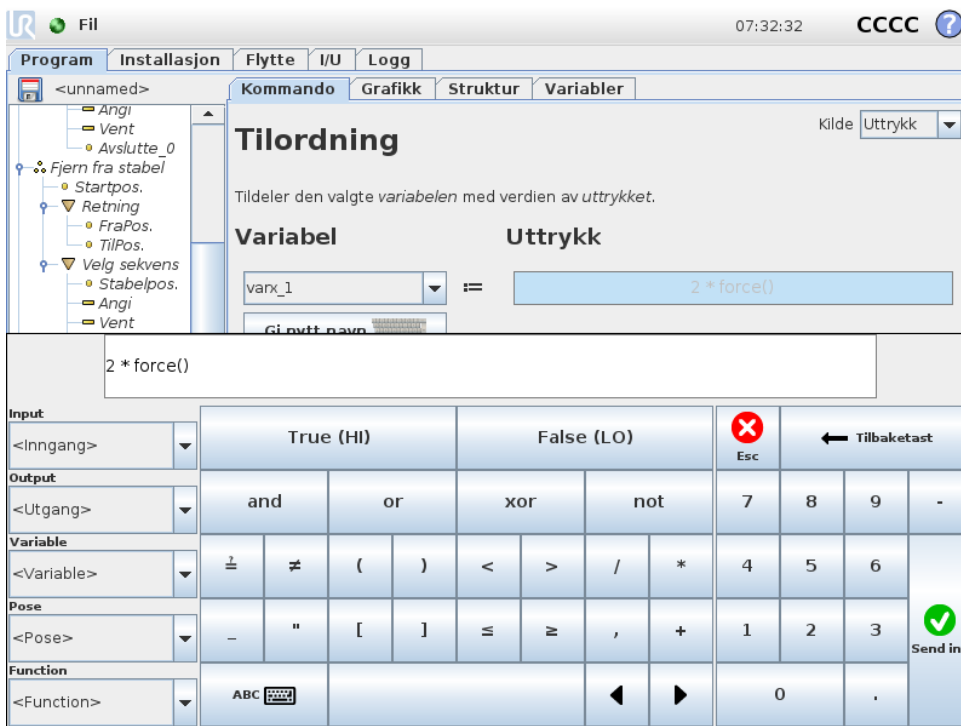 UR Fil 07:32:32 CCCC ?
Program Installasjon Flytte I/U Logg
<unnamed> Kommando Grafikk Struktur Variabler
Angi
Vent
Avslutte_0
Fjern fra stabel
Startpos.
Retning
FraPos.
TilPos.
Velg sekvens
Stabelpos.
Angi
Vent
Kilde Uttrykk
Tilordning
Tildeler den valgte variabelen med verdien av uttrykket.
Variabel Uttrykk
varx_1 := 2 * force()
Gi nytt navn
2 * force()
Input
<Inngang>
Output
<Utgang>
Variable
<Variable>
Pose
<Pose>
Function
<Function>
True (HI) False (LO) Esc Tilbaketast
and or xor not 7 8 9 -
≟ ≠ ( ) < > / * 4 5 6
_ " [ ] ≤ ≥ , + 1 2 3 Send in
ABC 0 .